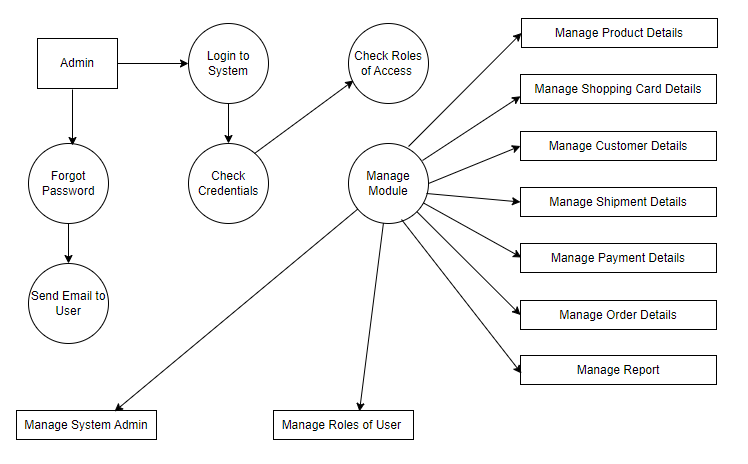 Admin
Login to
System
Check Roles
of Access
Manage Product Details
Manage Shopping Card Details
Manage Customer Details
Forgot
Password
Check
Credentials
Manage
Module
Manage Shipment Details
Manage Payment Details
Send Email to
User
Manage Order Details
Manage Report
Manage System Admin
Manage Roles of User